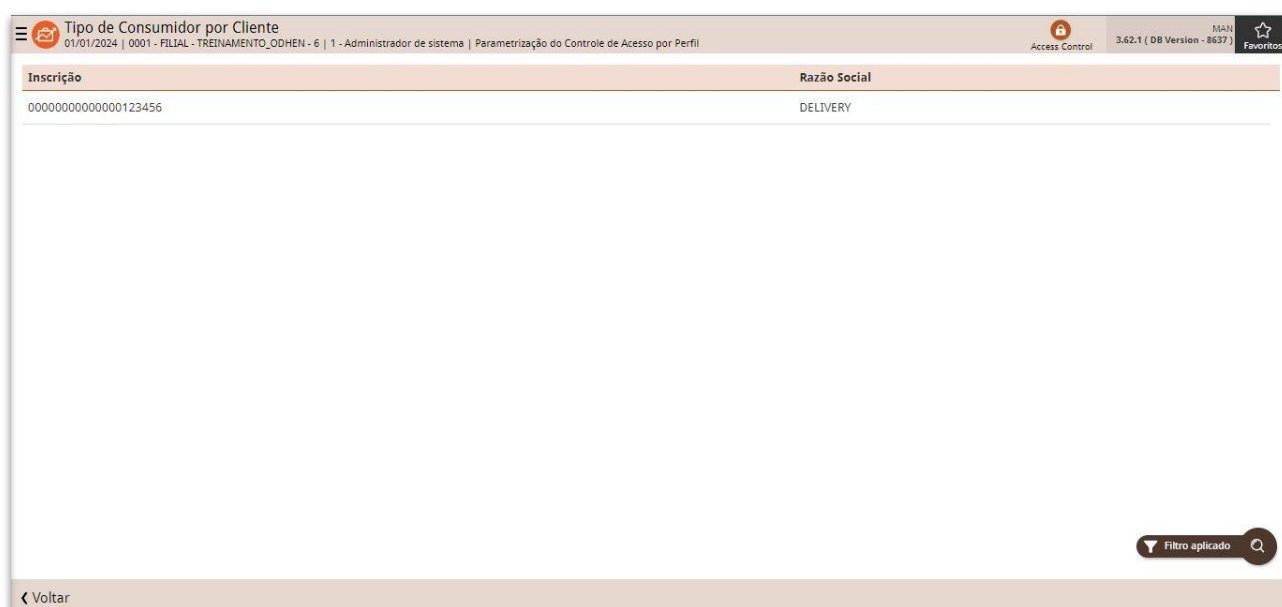 Tipo de Consumidor por Cliente
01/01/2024 | 0001 - FILIAL - TREINAMENTO_ODHEN - 6 | 1 - Administrador de sistema | Parametrização do Controle de Acesso por Perfil
Access Control
MAN
3.62.1 ( DB Version - 8637 )
Favoritos
Inscrição Razão Social
00000000000000123456 DELIVERY
Filtro aplicado
Voltar